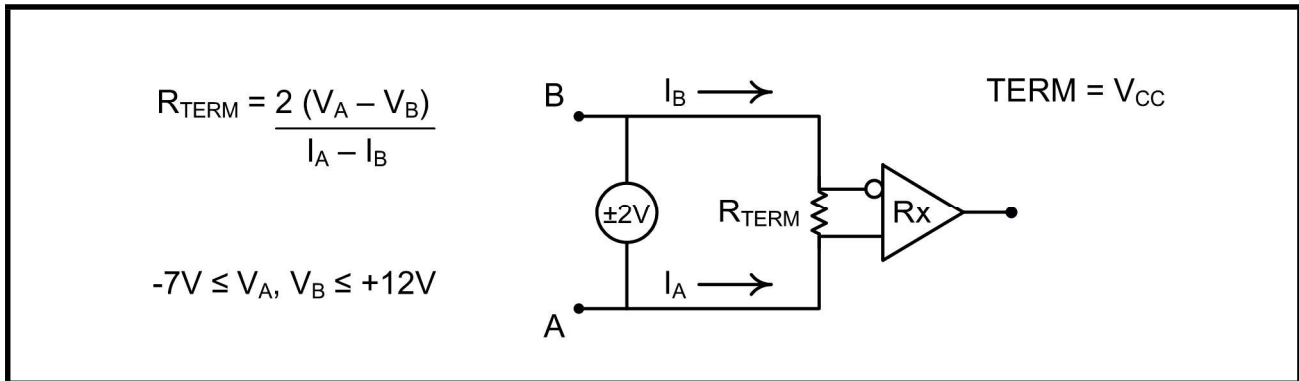 R_TERM = 2 (V_A – V_B)
I_A – I_B
-7V ≤ V_A, V_B ≤ +12V
B
I_B
±2V
R_TERM
Rx
I_A
A
TERM = V_CC